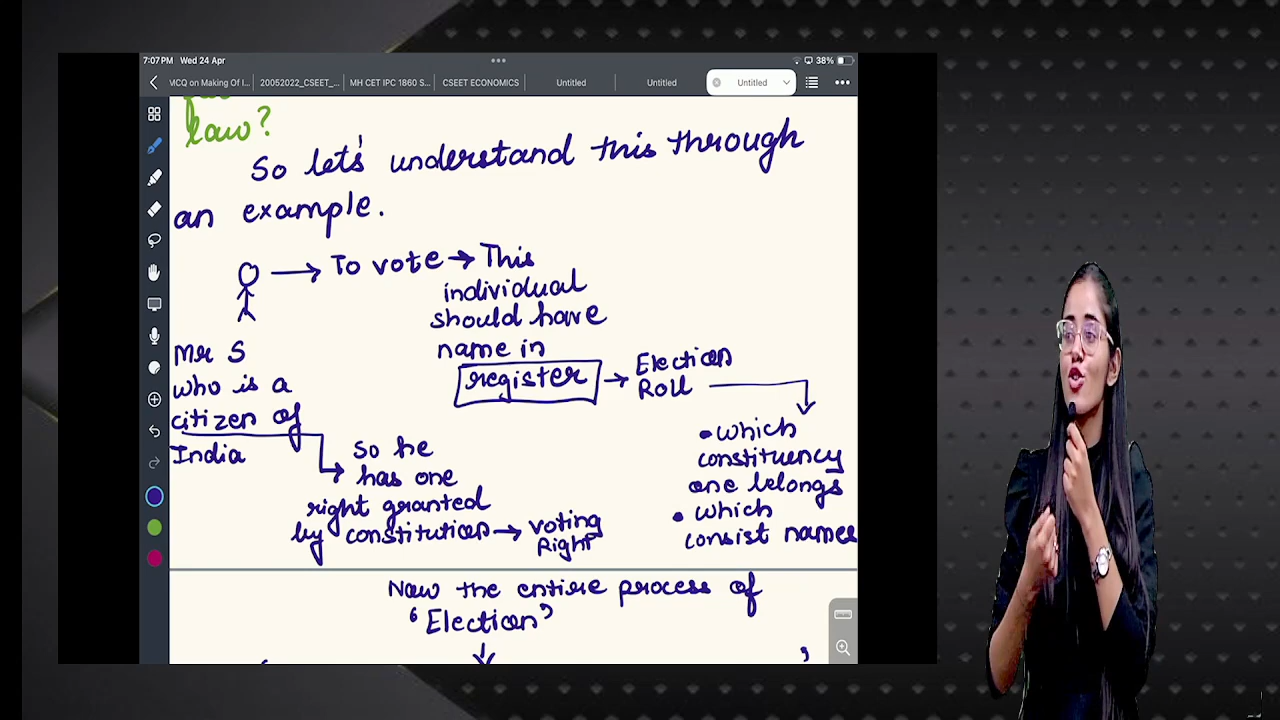 7:07 PM Wed 24 Apr
38%
MCQ on Making Of I...
20052022_CSEET_...
MH CET IPC 1860 S...
CSEET ECONOMICS
Untitled
Untitled
Untitled
law?
So let's understand this through
an example.
→ To vote → This
individual
should have
name in
register → Election
Roll
Mr S
who is a
citizen of
India
So he
has one
right granted
by constitution → voting
Right
• which
constituency
one belongs
• which
consist names
Now the entire process of
'Election'